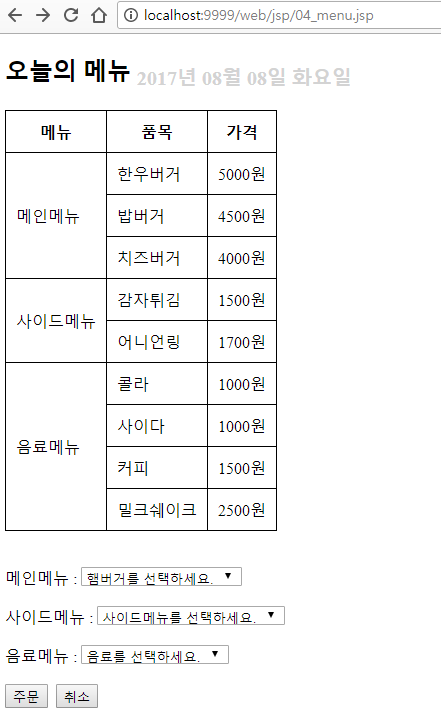 localhost:9999/web/jsp/04_menu.jsp
오늘의 메뉴 2017년 08월 08일 화요일
메뉴 품목 가격
메인메뉴
한우버거 5000원
밥버거 4500원
치즈버거 4000원
사이드메뉴
감자튀김 1500원
어니언링 1700원
음료메뉴
콜라 1000원
사이다 1000원
커피 1500원
밀크쉐이크 2500원
메인메뉴 : 햄버거를 선택하세요.
사이드메뉴 : 사이드메뉴를 선택하세요.
음료메뉴 : 음료를 선택하세요.
주문 취소